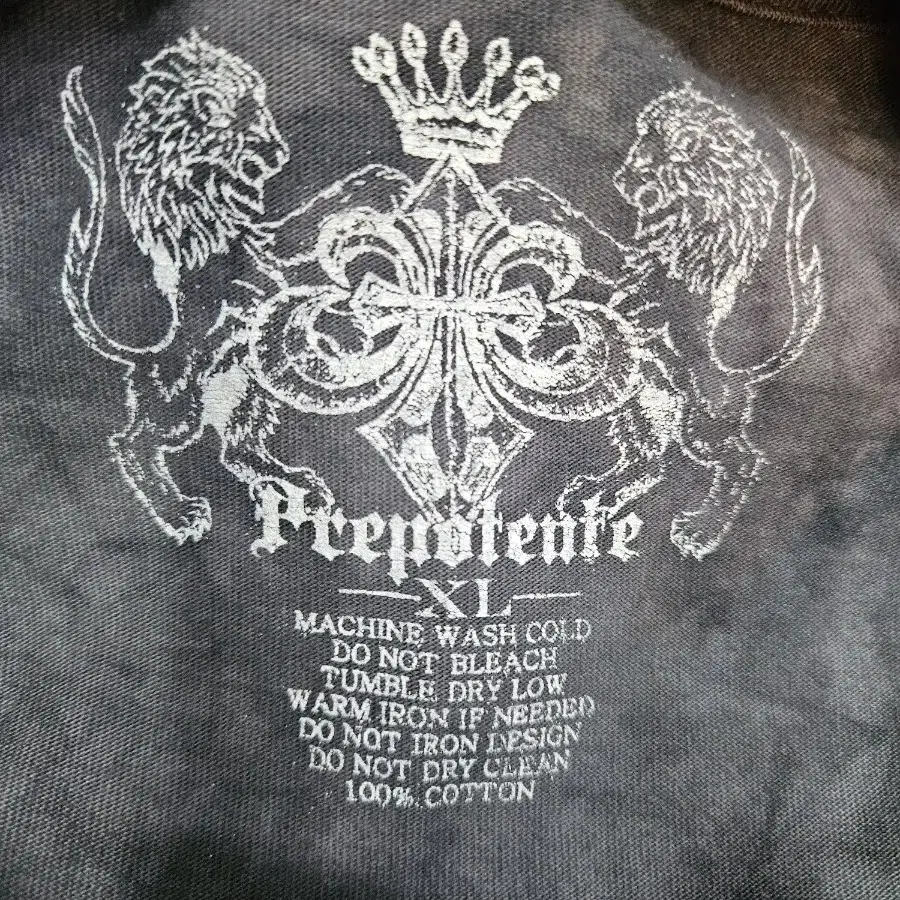 Prepotente
XL
MACHINE WASH COLD
DO NOT BLEACH
TUMBLE DRY LOW
WARM IRON IF NEEDED
DO NOT IRON DESIGN
DO NOT DRY CLEAN
100% COTTON